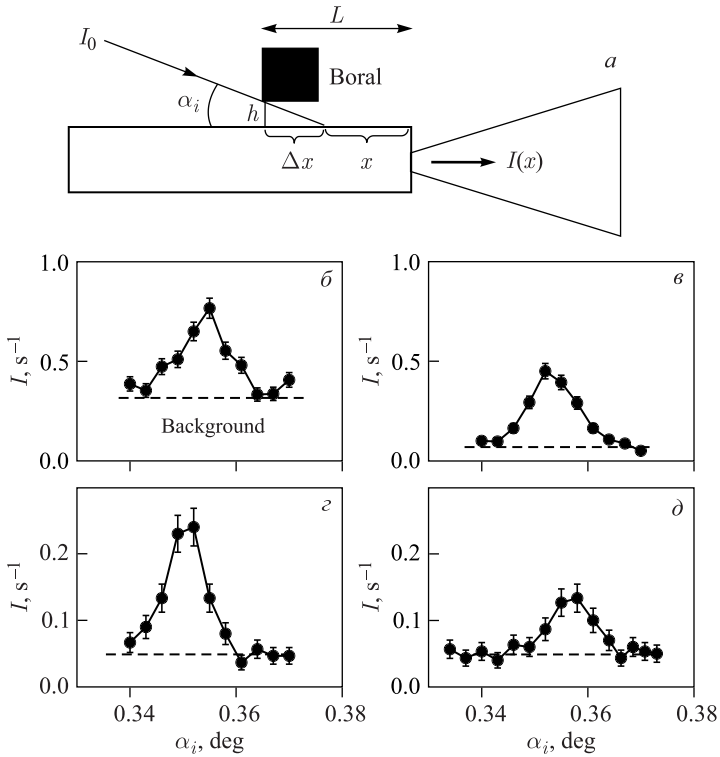 L
I₀
Boral
а
αᵢ
h
Δx
x
I(x)
1.0
б
0.5
I, s⁻¹
Background
0.0
1.0
в
0.5
I, s⁻¹
0.0
г
0.2
I, s⁻¹
0.1
0.0
0.34
0.36
0.38
αᵢ, deg
д
0.2
I, s⁻¹
0.1
0.0
0.34
0.36
0.38
αᵢ, deg